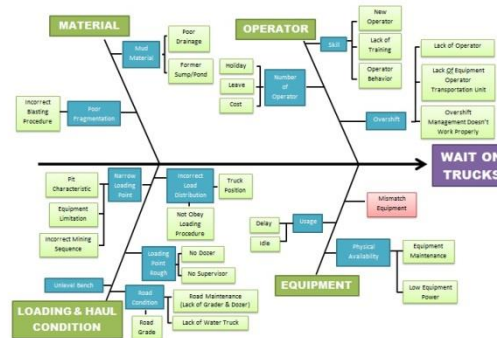 MATERIAL
Mud
Material
Poor
Drainage
Former
Sump/Pond
Incorrect
Blasting
Procedure
Poor
Fragmentation
OPERATOR
Skill
New
Operator
Lack of
Training
Operator
Behavior
Holiday
Leave
Cost
Number
of
Operator
Overshift
Lack of Operator
Lack Of Equipment
Operator
Transportation Unit
Overshift
Management Doesn't
Work Properly
WAIT ON
TRUCKS
Fit
Characteristic
Equipment
Limitation
Incorrect Mining
Sequence
Narrow
Loading
Point
Incorrect
Load
Distribution
Truck
Position
Not Obey
Loading
Procedure
Loading
Point
Rough
No Dozer
No Supervisor
Unlevel Bench
Road
Condition
Road Maintenance
(Lack of Grader & Dozer)
Lack of Water Truck
Road
Grade
LOADING & HAUL
CONDITION
Mismatch
Equipment
Delay
Idle
Usage
Physical
Availability
Equipment
Maintenance
Low Equipment
Power
EQUIPMENT